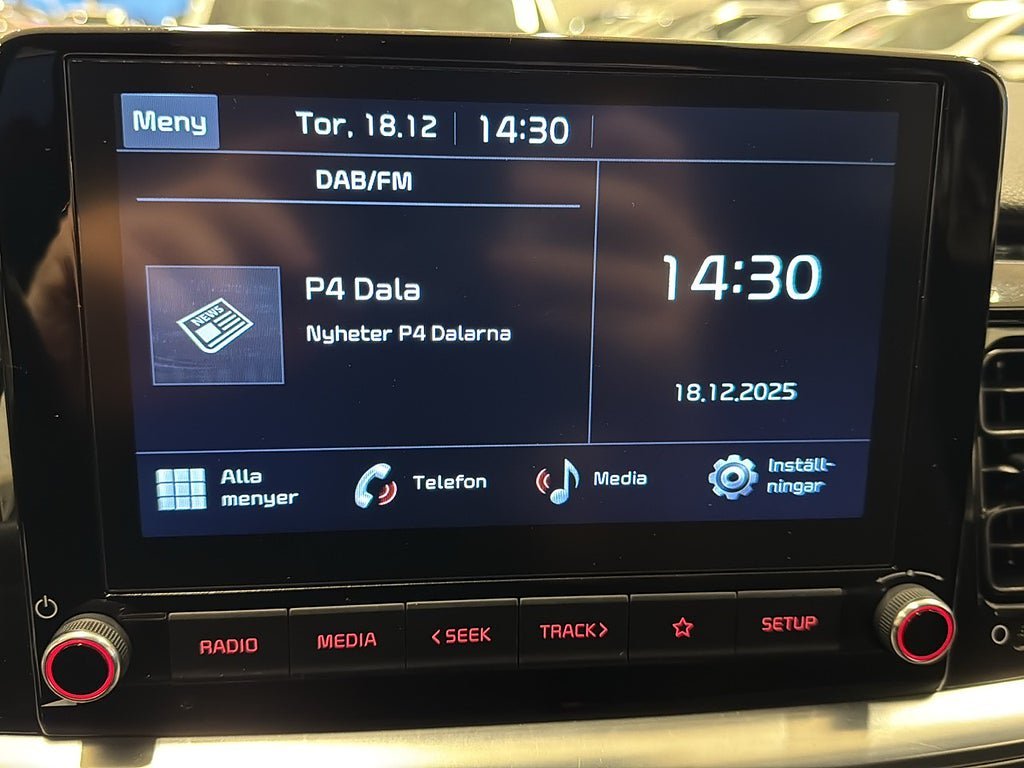 Meny
Tor, 18.12
14:30
DAB/FM
NEWS
P4 Dala
Nyheter P4 Dalarna
14:30
18.12.2025
Alla
menyer
Telefon
Media
Inställ-
ningar
RADIO
MEDIA
<SEEK
TRACK>
SETUP